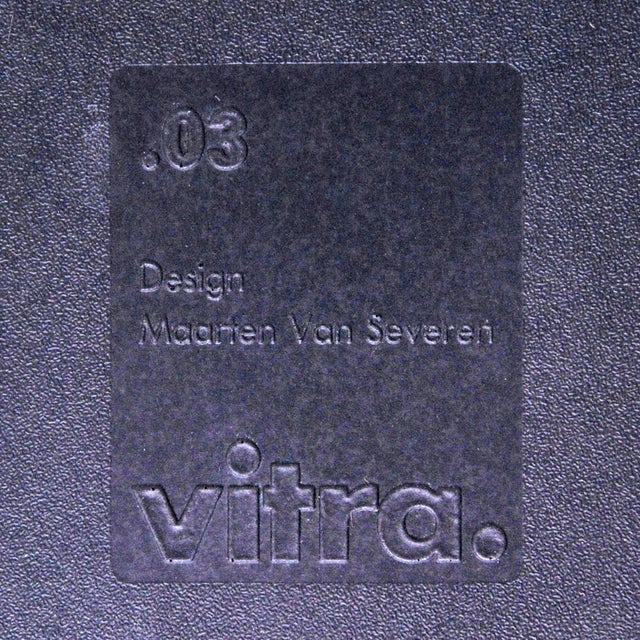 .03
Design
Maarten Van Severen
vitra.